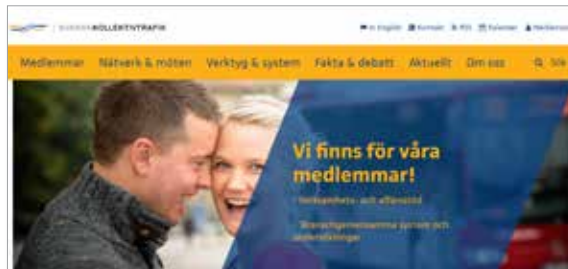 SVENSK KOLLEKTIVTRAFIK
In English Kontakt RSS Kalender
Medlemmar Nätverk & möten Verktyg & system Fakta & debatt Aktuellt Om oss Sök
Vi finns för våra
medlemmar!
Verksamhets- och affärsstöd
Branschgemensamma system och